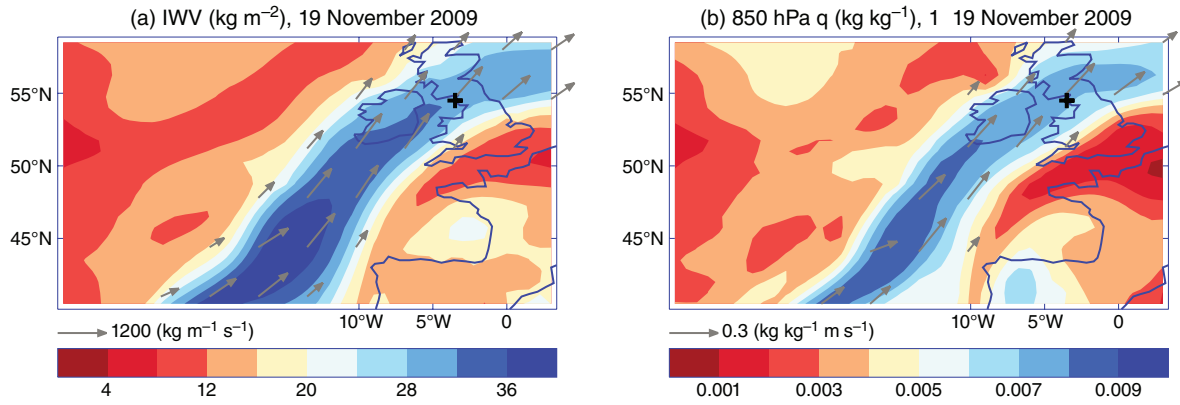 (a) IWV (kg m⁻²), 19 November 2009
(b) 850 hPa q (kg kg⁻¹), 1 19 November 2009
55°N
50°N
45°N
10°W 5°W 0
1200 (kg m⁻¹ s⁻¹)
4 12 20 28 36
55°N
50°N
45°N
10°W 5°W 0
0.3 (kg kg⁻¹ m s⁻¹)
0.001 0.003 0.005 0.007 0.009